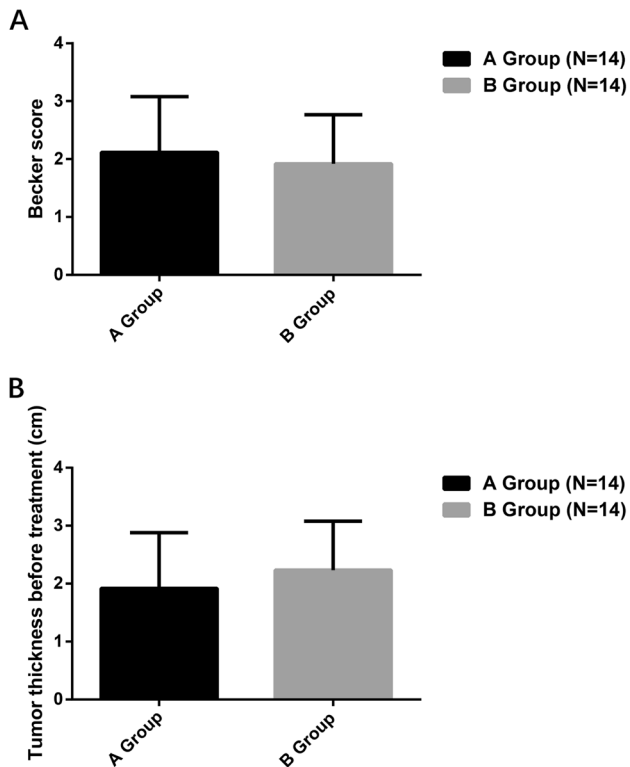 A
Becker score
4
3
2
1
0
A Group
B Group
A Group (N=14)
B Group (N=14)
B
Tumor thickness before treatment (cm)
4
3
2
1
0
A Group
B Group
A Group (N=14)
B Group (N=14)